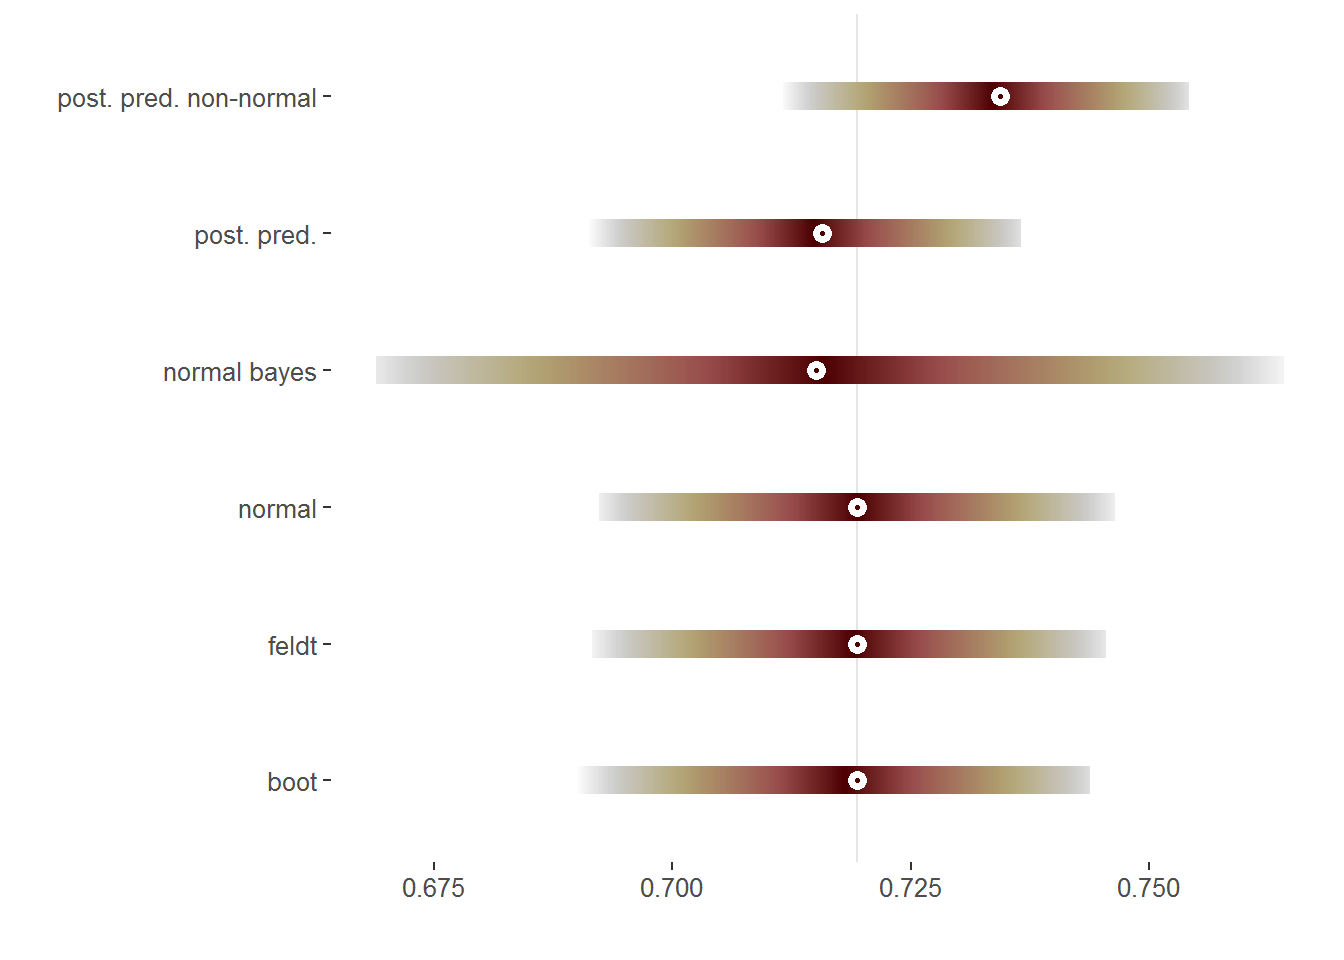 post. pred. non-normal
post. pred.
normal bayes
normal
feldt
boot
0.675 0.700 0.725 0.750